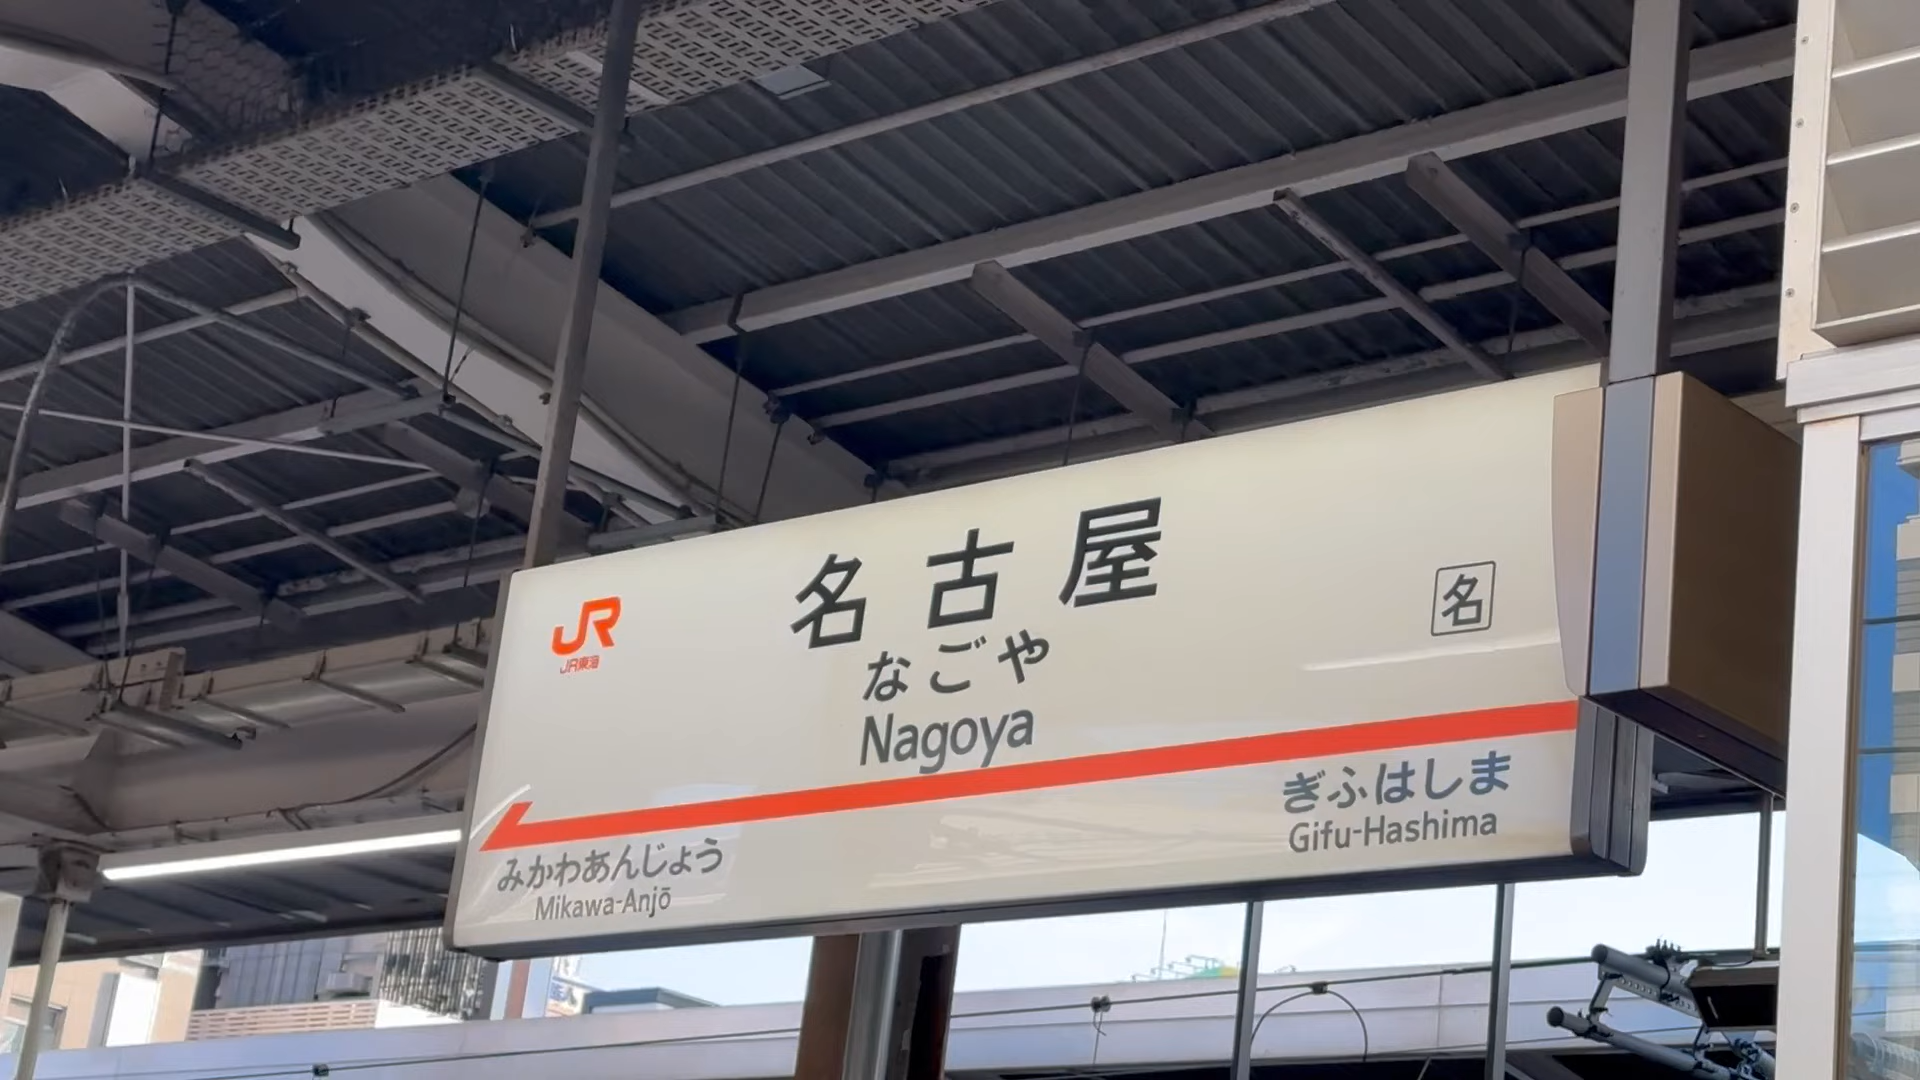 JR
JR東海
名古屋
名
なごや
Nagoya
みかわあんじょう
Mikawa-Anjō
ぎふはしま
Gifu-Hashima